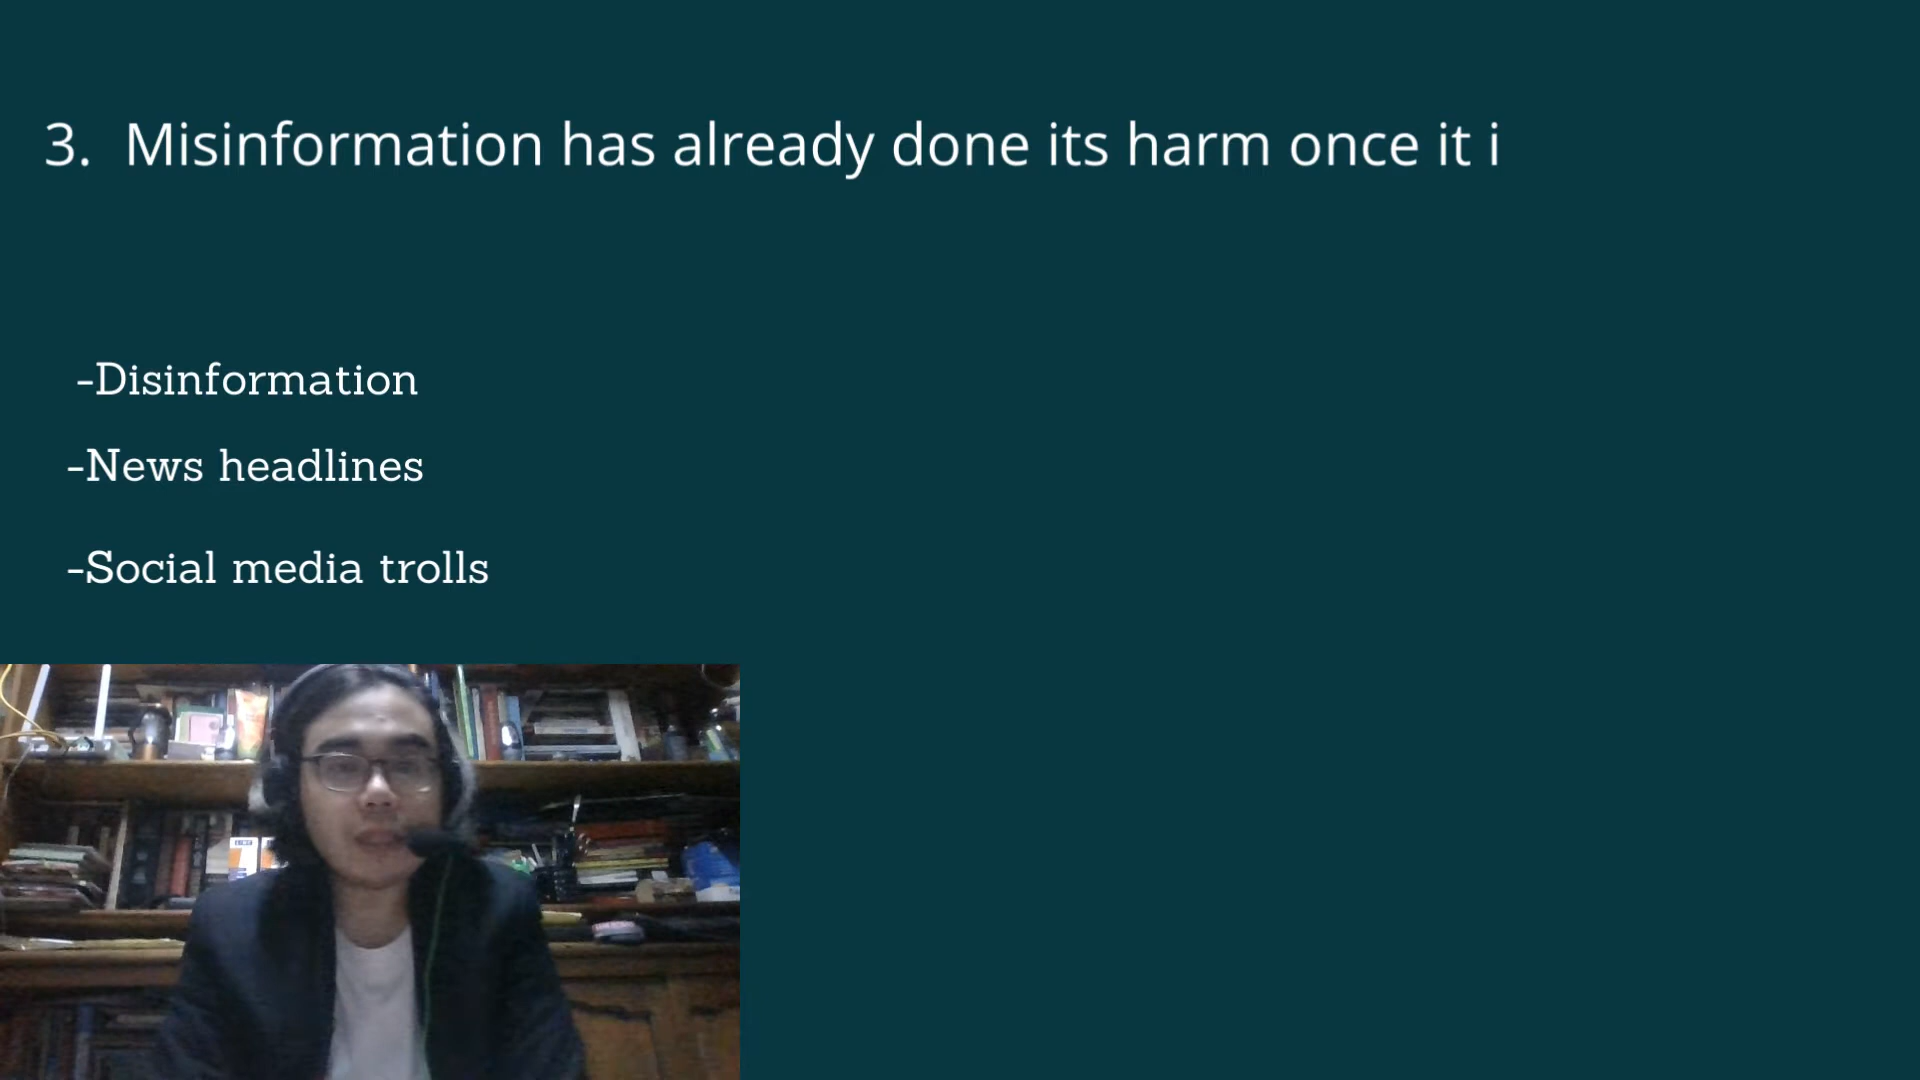 3. Misinformation has already done its harm once it i
-Disinformation
-News headlines
-Social media trolls